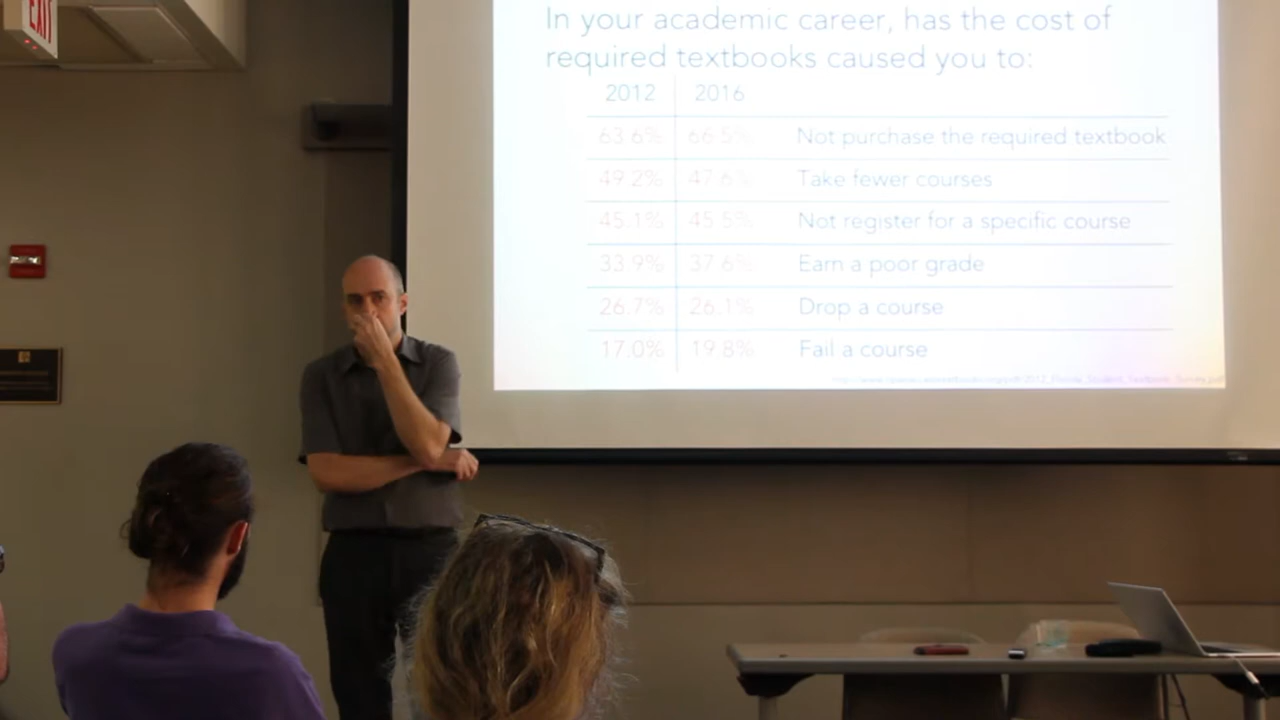 EXIT
In your academic career, has the cost of
required textbooks caused you to:
2012 2016
63.6% 66.5% Not purchase the required textbook
49.2% 47.6% Take fewer courses
45.1% 45.5% Not register for a specific course
33.9% 37.6% Earn a poor grade
26.7% 26.1% Drop a course
17.0% 19.8% Fail a course